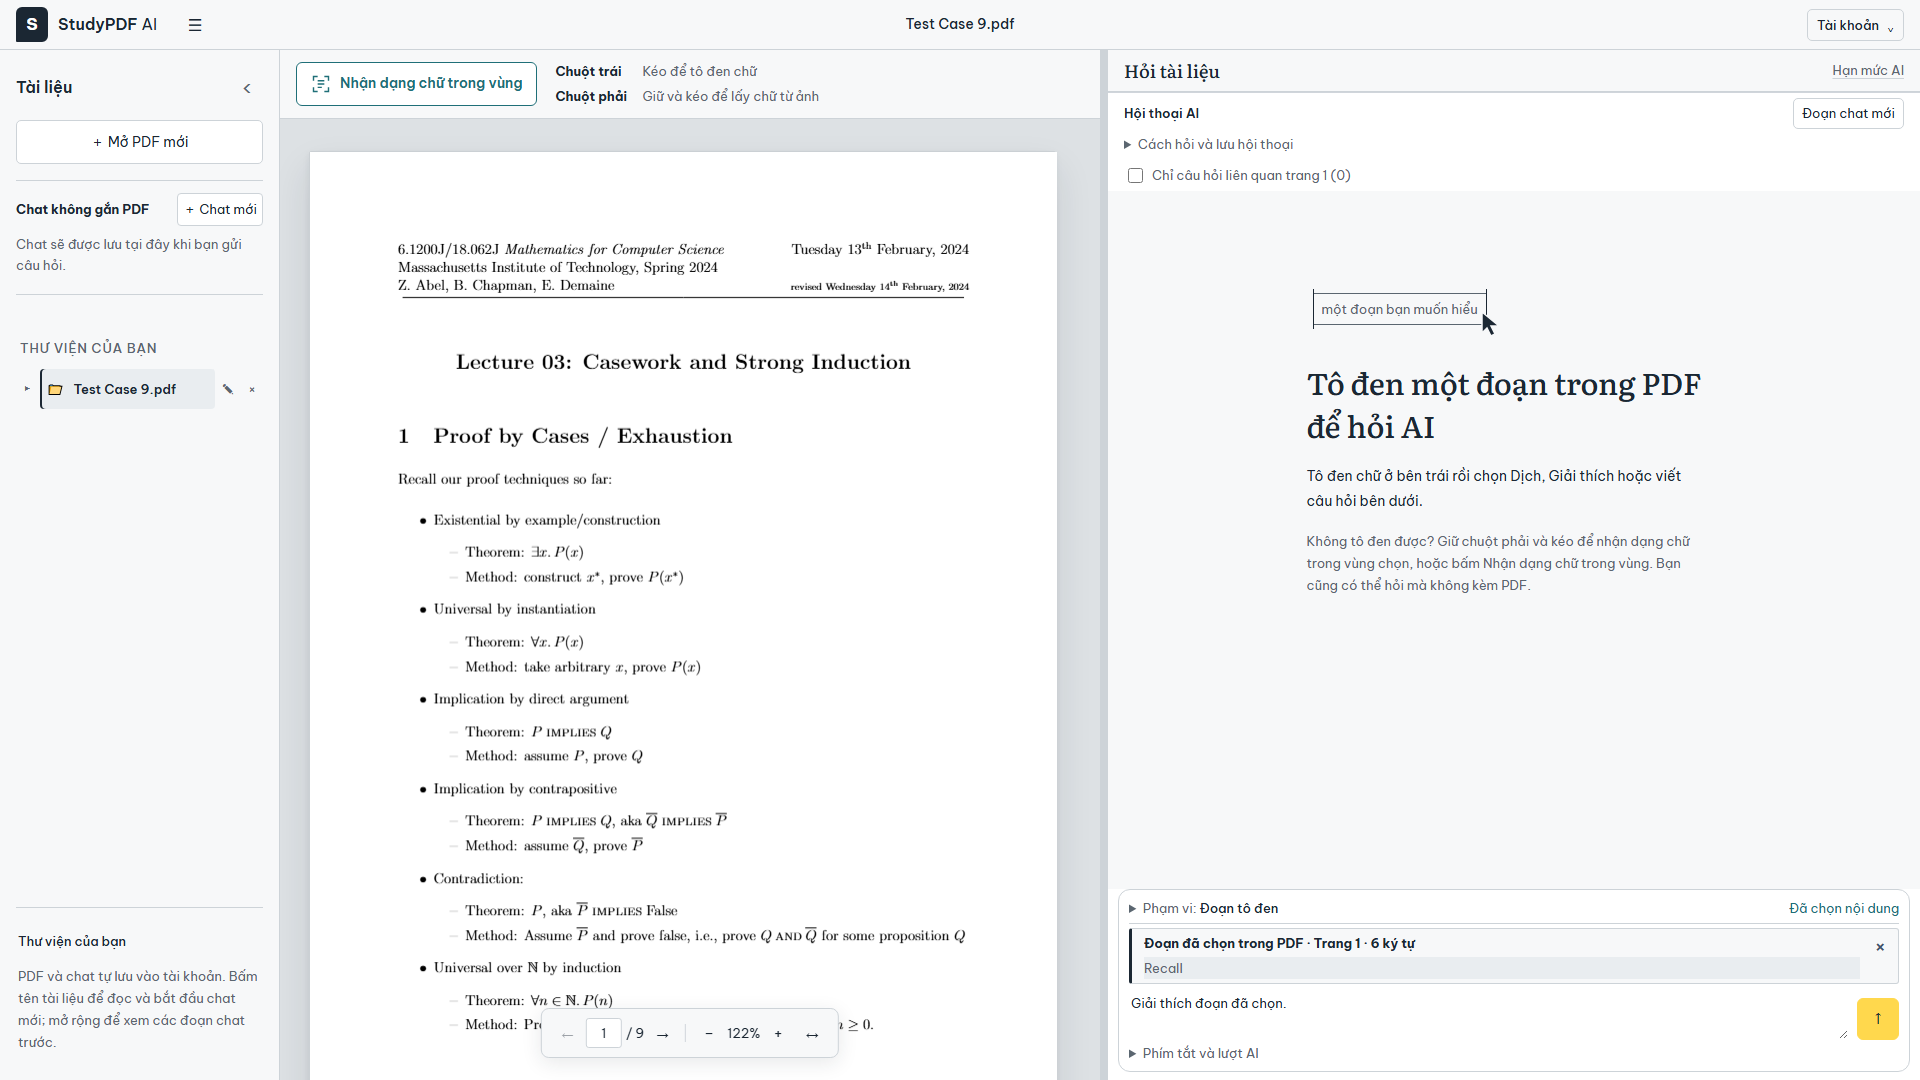 S StudyPDF AI ☰
Test Case 9.pdf
Tài khoản
Tài liệu
+ Mở PDF mới
Chat không gắn PDF
+ Chat mới
Chat sẽ được lưu tại đây khi bạn gửi
câu hỏi.
THƯ VIỆN CỦA BẠN
Test Case 9.pdf
Thư viện của bạn
PDF và chat tự lưu vào tài khoản. Bấm
tên tài liệu để đọc và bắt đầu chat
mới; mở rộng để xem các đoạn chat
trước.
Nhận dạng chữ trong vùng
Chuột trái Kéo để tô đen chữ
Chuột phải Giữ và kéo để lấy chữ từ ảnh
6.1200J/18.062J Mathematics for Computer Science Tuesday 13th February, 2024
Massachusetts Institute of Technology, Spring 2024
Z. Abel, B. Chapman, E. Demaine revised Wednesday 14th February, 2024
Lecture 03: Casework and Strong Induction
1 Proof by Cases / Exhaustion
Recall our proof techniques so far:
• Existential by example/construction
– Theorem: ∃x. P(x)
– Method: construct x*, prove P(x*)
• Universal by instantiation
– Theorem: ∀x. P(x)
– Method: take arbitrary x, prove P(x)
• Implication by direct argument
– Theorem: P IMPLIES Q
– Method: assume P, prove Q
• Implication by contrapositive
– Theorem: P IMPLIES Q, aka Q̅ IMPLIES P̅
– Method: assume Q̅, prove P̅
• Contradiction:
– Theorem: P, aka P̅ IMPLIES False
– Method: Assume P̅ and prove false, i.e., prove Q AND Q̅ for some proposition Q
• Universal over ℕ by induction
– Theorem: ∀n ∈ ℕ. P(n)
– Method: Pr
≥ 0.
← 1 / 9 → − 122% + ↔
Hỏi tài liệu
Hạn mức AI
Hội thoại AI
Đoạn chat mới
Cách hỏi và lưu hội thoại
Chỉ câu hỏi liên quan trang 1 (0)
một đoạn bạn muốn hiểu
Tô đen một đoạn trong PDF
để hỏi AI
Tô đen chữ ở bên trái rồi chọn Dịch, Giải thích hoặc viết
câu hỏi bên dưới.
Không tô đen được? Giữ chuột phải và kéo để nhận dạng chữ
trong vùng chọn, hoặc bấm Nhận dạng chữ trong vùng. Bạn
cũng có thể hỏi mà không kèm PDF.
Phạm vi: Đoạn tô đen
Đã chọn nội dung
Đoạn đã chọn trong PDF · Trang 1 · 6 ký tự
×
Recall
Giải thích đoạn đã chọn.
↑
Phím tắt và lượt AI